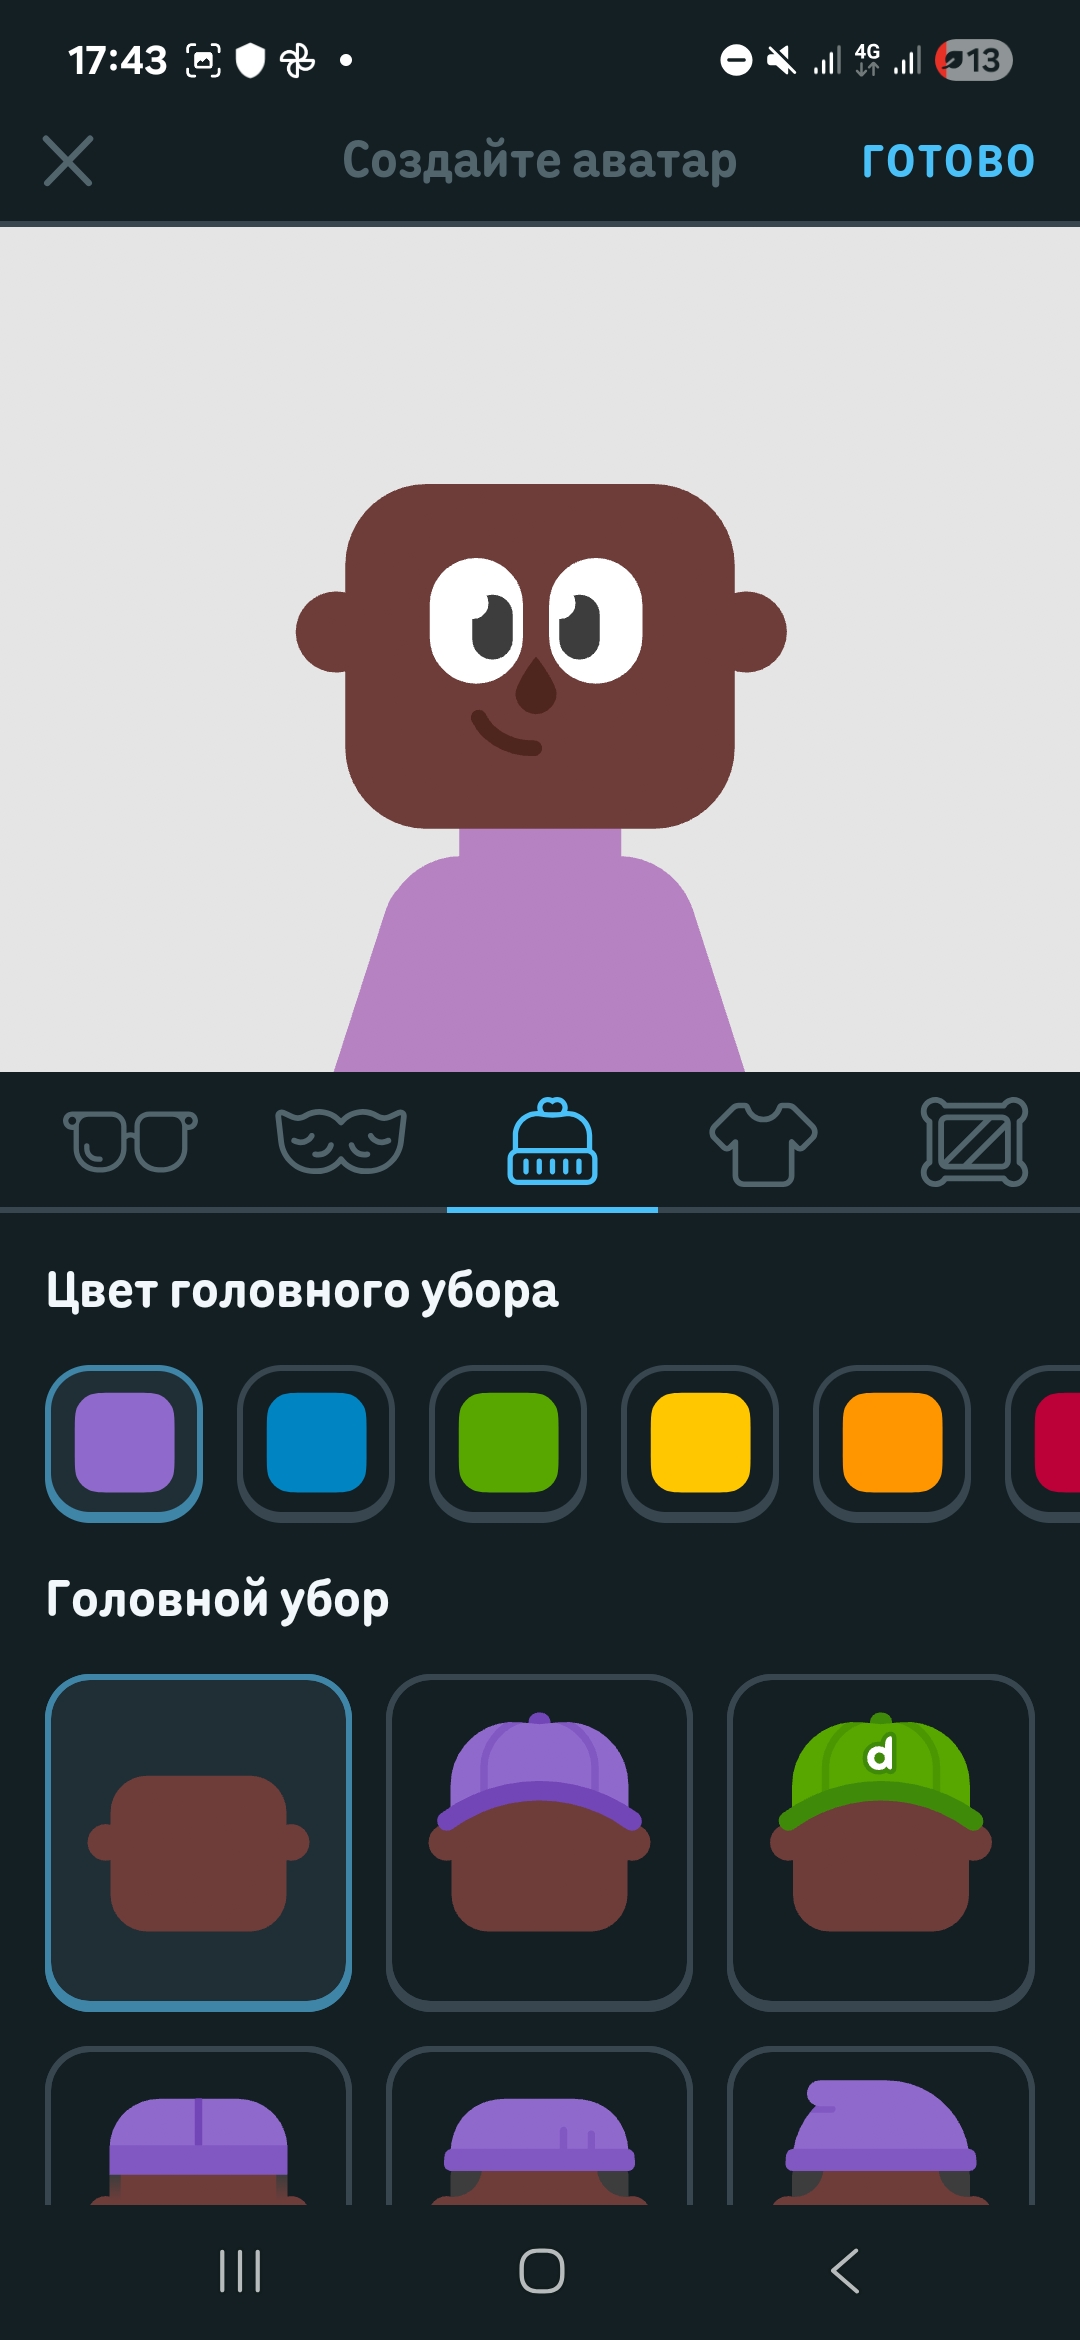 17:43
4G
13
Создайте аватар
ГОТОВО
Цвет головного убора
Головной убор
d